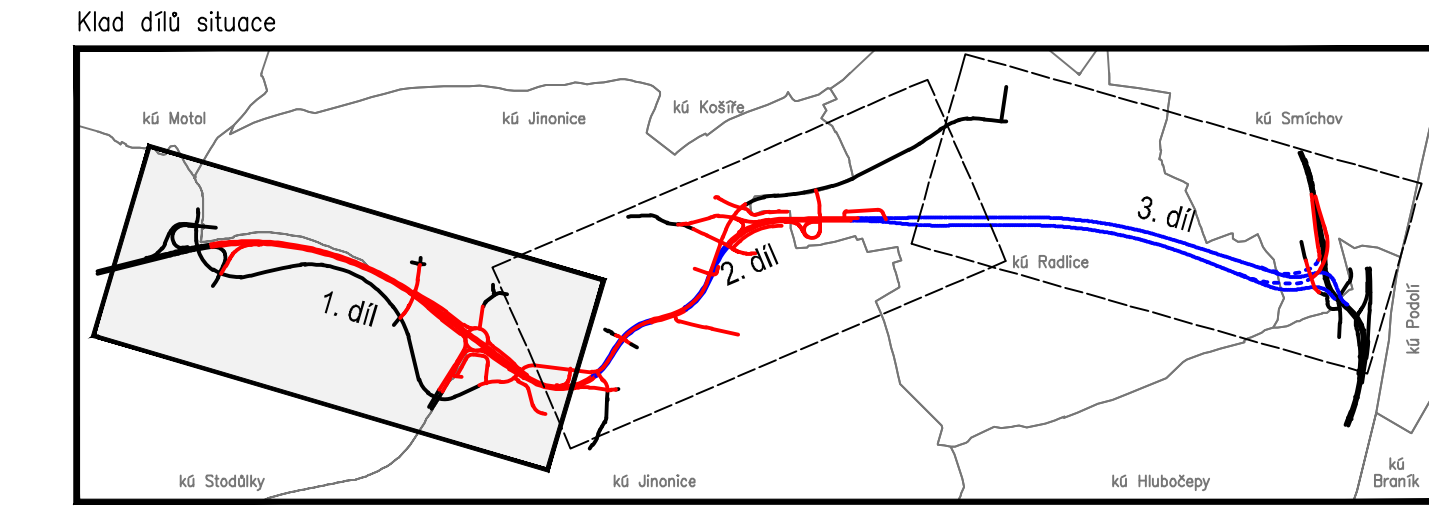 Klad dílů situace
kú Motol
kú Jinonice
kú Košíře
kú Smíchov
1. díl
2. díl
3. díl
kú Radlice
kú Podolí
kú Stodůlky
kú Jinonice
kú Hlubočepy
kú
Braník